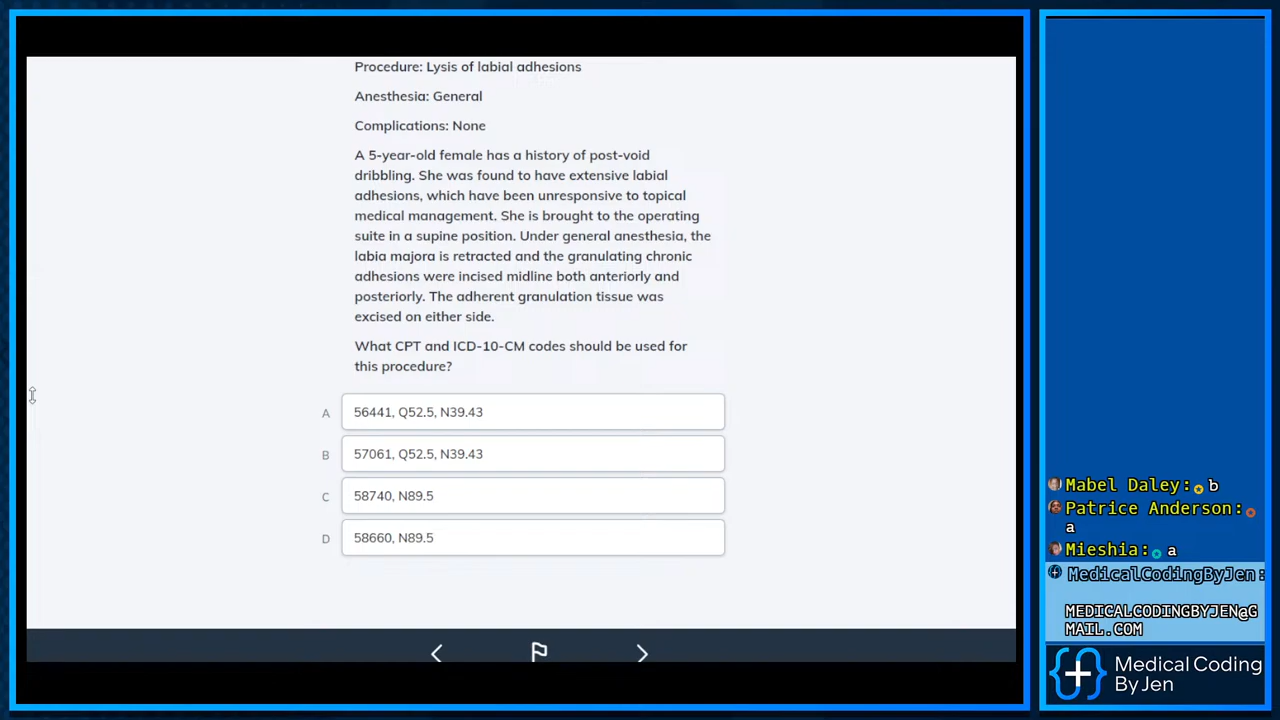 Procedure: Lysis of labial adhesions
Anesthesia: General
Complications: None
A 5-year-old female has a history of post-void
dribbling. She was found to have extensive labial
adhesions, which have been unresponsive to topical
medical management. She is brought to the operating
suite in a supine position. Under general anesthesia, the
labia majora is retracted and the granulating chronic
adhesions were incised midline both anteriorly and
posteriorly. The adherent granulation tissue was
excised on either side.
What CPT and ICD-10-CM codes should be used for
this procedure?
A 56441, Q52.5, N39.43
B 57061, Q52.5, N39.43
C 58740, N89.5
D 58660, N89.5
Mabel Daley: b
Patrice Anderson:
a
Mieshia: a
MedicalCodingByJen:
MEDICALCODINGBYJEN@G
MAIL.COM
Medical Coding
By Jen